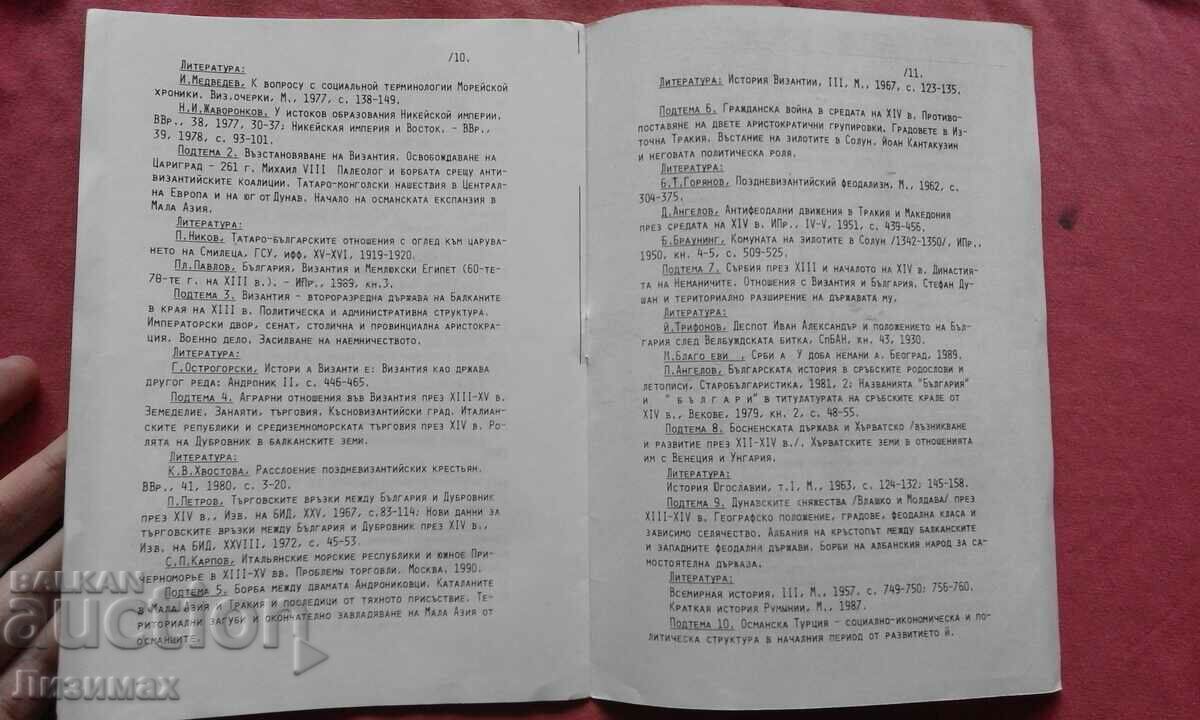 /10.
Литература:
И.Медведев. К вопросу с социальной терминологии Морейской
хроники. Виз.очерки, М., 1977, с. 138-149.
Н.И.Жаворонков. У истоков образования Никейской империи.
ВВр., 38, 1977, 30-37; Никейская империя и Восток. - ВВр.,
39, 1978, с. 93-101.
Подтема 2. Възстановяване на Византия. Освобождаване на
Цариград - 261 г. Михаил VIII Палеолог и борбата срещу анти-
византийските коалиции. Татаро-монголски нашествия в Централ-
на Европа и на юг от Дунав. Начало на османската експанзия в
Мала Азия.
Литература:
П.Ников. Татаро-българските отношения с оглед към царува-
нето на Смилеца, ГСУ, ифф, XV-XVI, 1919-1920.
Пл.Павлов. България, Византия и Мемлюкски Египет (60-те-
70-те г. на XIII в.). - ИПр., 1989, кн.3.
Подтема 3. Византия - второразредна държава на Балканите
в края на XIII в. Политическа и административна структура.
Императорски двор, сенат, столична и провинциална аристокра-
ция. Военно дело. Засилване на наемничеството.
Литература:
Г.Острогорски. Истори а Византи е: Византия као држава
другог реда: Андроник II, с. 446-465.
Подтема 4. Аграрни отношения във Византия през XIII-XV в.
Земеделие. Занаяти, търговия. Късновизантийски град. Италиан-
ските републики и средиземноморската търговия през XIV в. Ро-
лята на Дубровник в балканските земи.
Литература:
К.В.Хвостова. Расслоение поздневизантийских крестьян.
ВВр., 41, 1980, с. 3-20.
П.Петров. Търговските връзки между България и Дубровник
през XIV в., Изв. на БИД, XXV, 1967, с.83-114; Нови данни за
търговските връзки между България и Дубровник през XIV в.,
Изв. на БИД, XXVIII, 1972, с. 45-53.
С.П.Карпов. Итальянские морские республики и южное При-
черноморье в XIII-XV вв. Проблемы торговли. Москва, 1990.
Подтема 5. Борба между двамата Андрониковци. Каталаните
в Мала Азия и Тракия и последици от тяхното присъствие. Те-
риториални загуби и окончателно завладяване на Мала Азия от
османците.
/11.
Литература: История Византии, III, М., 1967, с. 123-135.
Подтема 6. Гражданска война в средата на XIV в. Противо-
поставяне на двете аристократични групировки. Градовете в Из-
точна Тракия. Въстание на зилотите в Солун. Йоан Кантакузин
и неговата политическа роля.
Литература:
Б.Т.Горянов. Поздневизантийский феодализм. М., 1962, с.
304-375.
Д.Ангелов. Антифеодални движения в Тракия и Македония
през средата на XIV в. ИПр., IV-V, 1951, с. 439-456.
Б.Браунинг. Комуната на зилотите в Солун /1342-1350/, ИПр.,
1950, кн. 4-5, с. 509-525.
Подтема 7. Сърбия през XIII и началото на XIV в. Династия-
та на Неманичите. Отношения с Византия и България. Стефан Ду-
шан и териториално разширение на държавата му.
Литература:
Й.Трифонов. Деспот Иван Александър и положението на Бъл-
гария след Велбуждската битка, СпБАН, кн. 43, 1930.
М.Благо еви . Срби а у доба немани а. Београд, 1989.
П.Ангелов. Българската история в сръбските родослови и
летописи. Старобългаристика, 1981, 2; Названията "България"
и "българи" в титулатурата на сръбските крале от
XIV в., Векове, 1979, кн. 2, с. 48-55.
Подтема 8. Босненската държава и Хърватско /възникване
и развитие през XII-XIV в./. Хърватските земи в отношенията
им с Венеция и Унгария.
Литература:
История Югославии, т.I, М., 1963, с. 124-132; 145-158.
Подтема 9. Дунавските княжества /Влашко и Молдава/ през
XIII-XIV в. Географско положение, градове, феодална класа и
зависимо селячество. Албания на кръстопът между балканските
и западните феодални държави. Борби на албанския народ за са-
мостоятелна държаза.
Литература:
Всемирная история, III, М., 1957, с. 749-750; 756-760.
Краткая история Румынии, М., 1987.
Подтема 10. Османска Турция - социално-икономическа и по-
литическа структура в началния период от развитието й.
BALKAN
auction
Лизимах